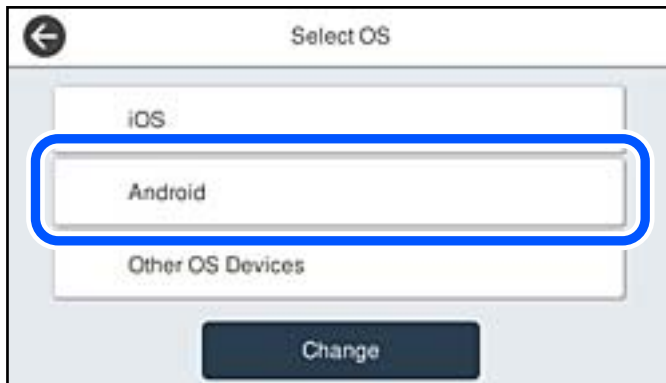 Select OS
iOS
Android
Other OS Devices
Change